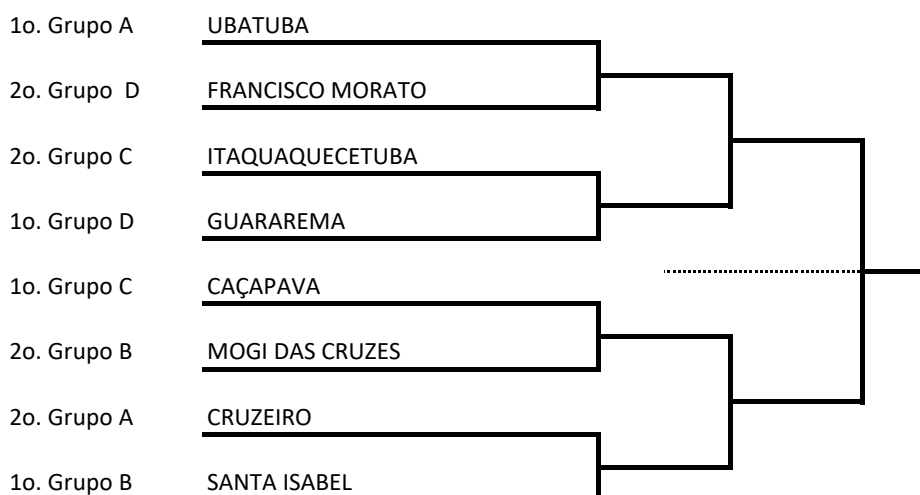 1o. Grupo A UBATUBA
2o. Grupo D FRANCISCO MORATO
2o. Grupo C ITAQUAQUECETUBA
1o. Grupo D GUARAREMA
1o. Grupo C CAÇAPAVA
2o. Grupo B MOGI DAS CRUZES
2o. Grupo A CRUZEIRO
1o. Grupo B SANTA ISABEL